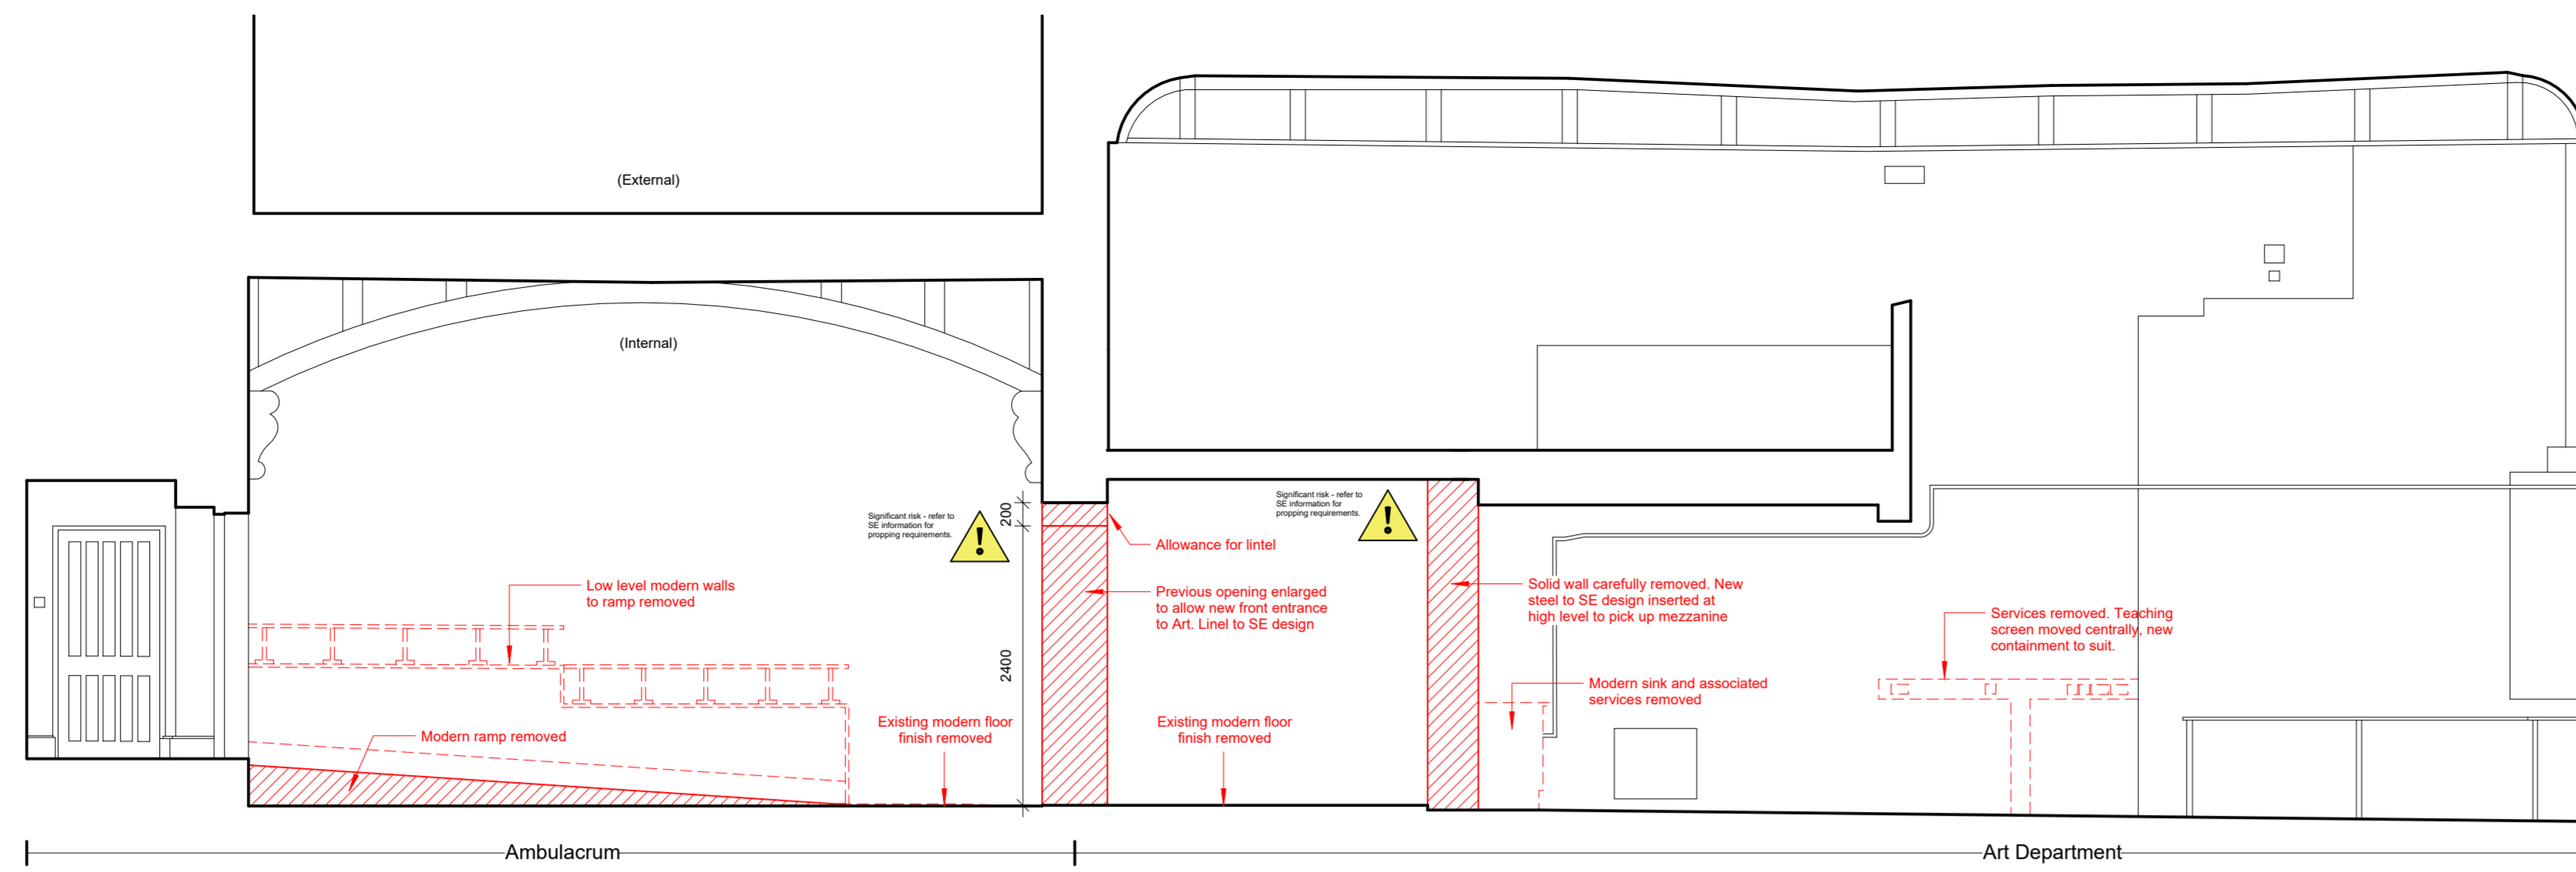 (External)
(Internal)
Significant risk - refer to
SE information for
propping requirements.
200
Significant risk - refer to
SE information for
propping requirements.
Allowance for lintel
Low level modern walls
to ramp removed
Previous opening enlarged
to allow new front entrance
to Art. Linel to SE design
Solid wall carefully removed. New
steel to SE design inserted at
high level to pick up mezzanine
Services removed. Teaching
screen moved centrally, new
containment to suit.
2400
Modern sink and associated
services removed
Modern ramp removed
Existing modern floor
finish removed
Existing modern floor
finish removed
Ambulacrum
Art Department